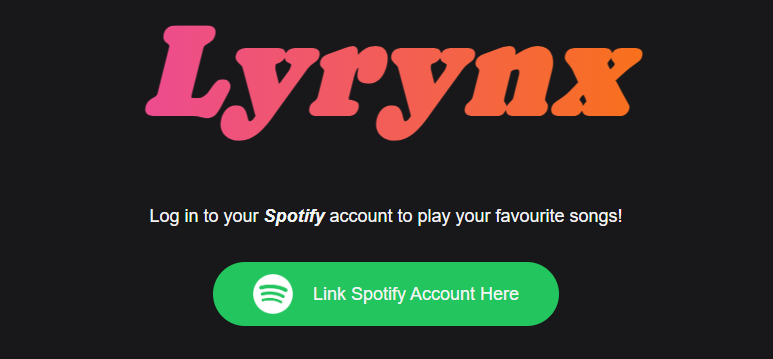 Lyrynx
Log in to your Spotify account to play your favourite songs!
Link Spotify Account Here